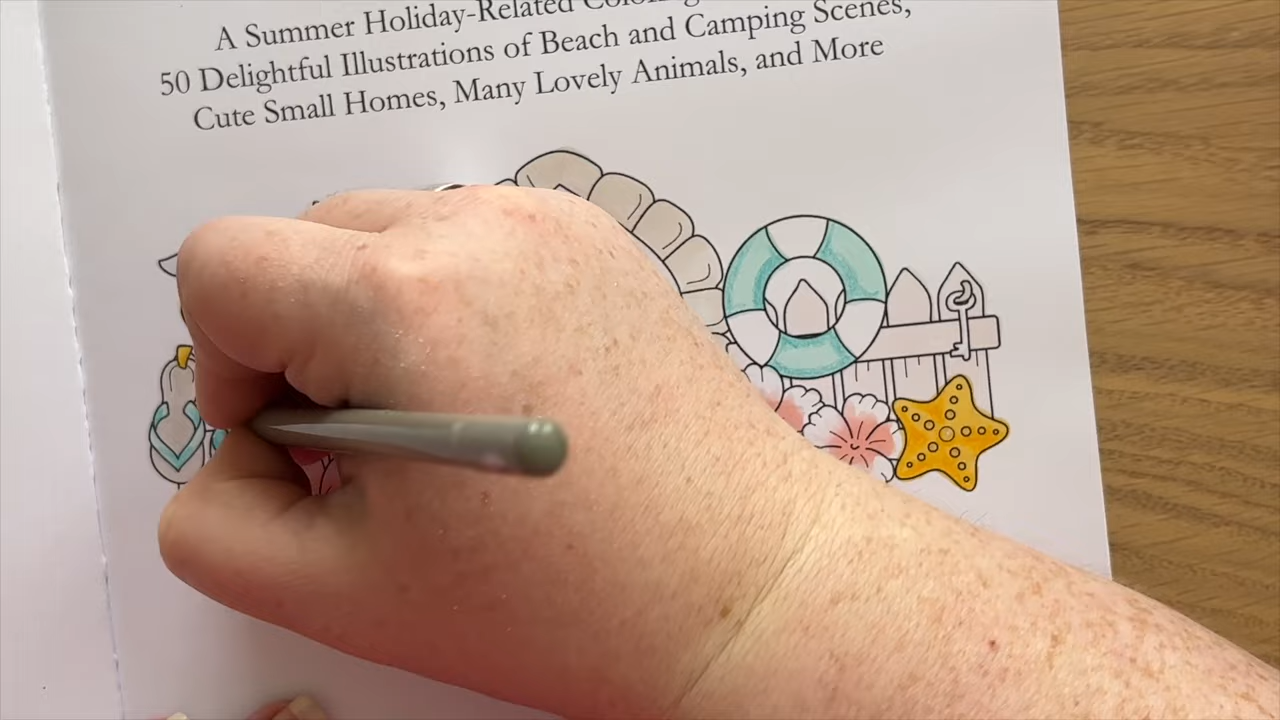 A Summer Holiday-Related
50 Delightful Illustrations of Beach and Camping Scenes,
Cute Small Homes, Many Lovely Animals, and More